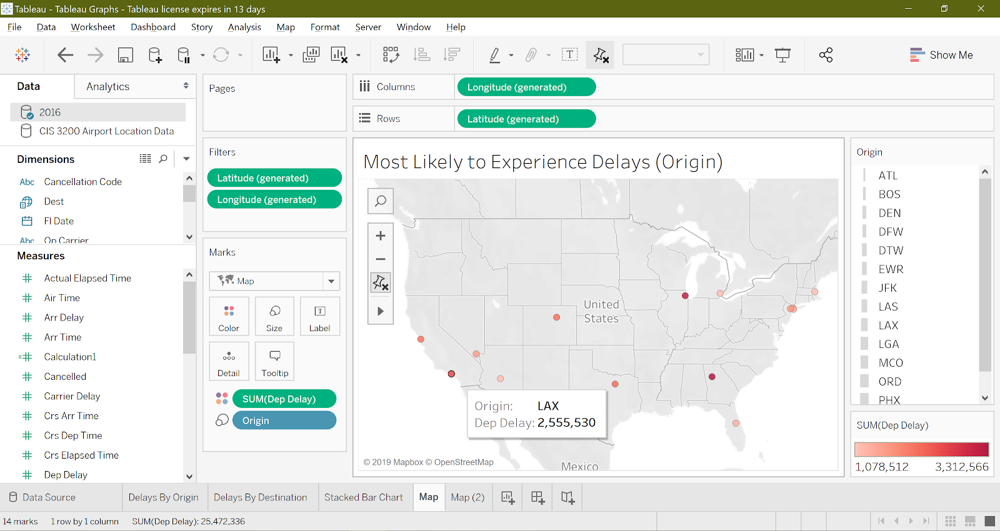 Tableau - Tableau Graphs - Tableau license expires in 13 days
File Data Worksheet Dashboard Story Analysis Map Format Server Window Help
Show Me
Data
Analytics
2016
CIS 3200 Airport Location Data
Dimensions
Abc Cancellation Code
Dest
Fl Date
Abc Op Carrier
Measures
Actual Elapsed Time
Air Time
Arr Delay
Arr Time
Calculation1
Cancelled
Carrier Delay
Crs Arr Time
Crs Dep Time
Crs Elapsed Time
Dep Delay
Pages
Filters
Latitude (generated)
Longitude (generated)
Marks
Map
Color
Size
Label
Detail
Tooltip
SUM(Dep Delay)
Origin
Columns
Longitude (generated)
Rows
Latitude (generated)
Most Likely to Experience Delays (Origin)
United
States
Origin: LAX
Dep Delay: 2,555,530
© 2019 Mapbox © OpenStreetMap
Mexico
Origin
ATL
BOS
DEN
DFW
DTW
EWR
JFK
LAS
LAX
LGA
MCO
ORD
PHX
SUM(Dep Delay)
1,078,512
3,312,566
Data Source
Delays By Origin
Delays By Destination
Stacked Bar Chart
Map
Map (2)
14 marks
1 row by 1 column
SUM(Dep Delay): 25,472,336